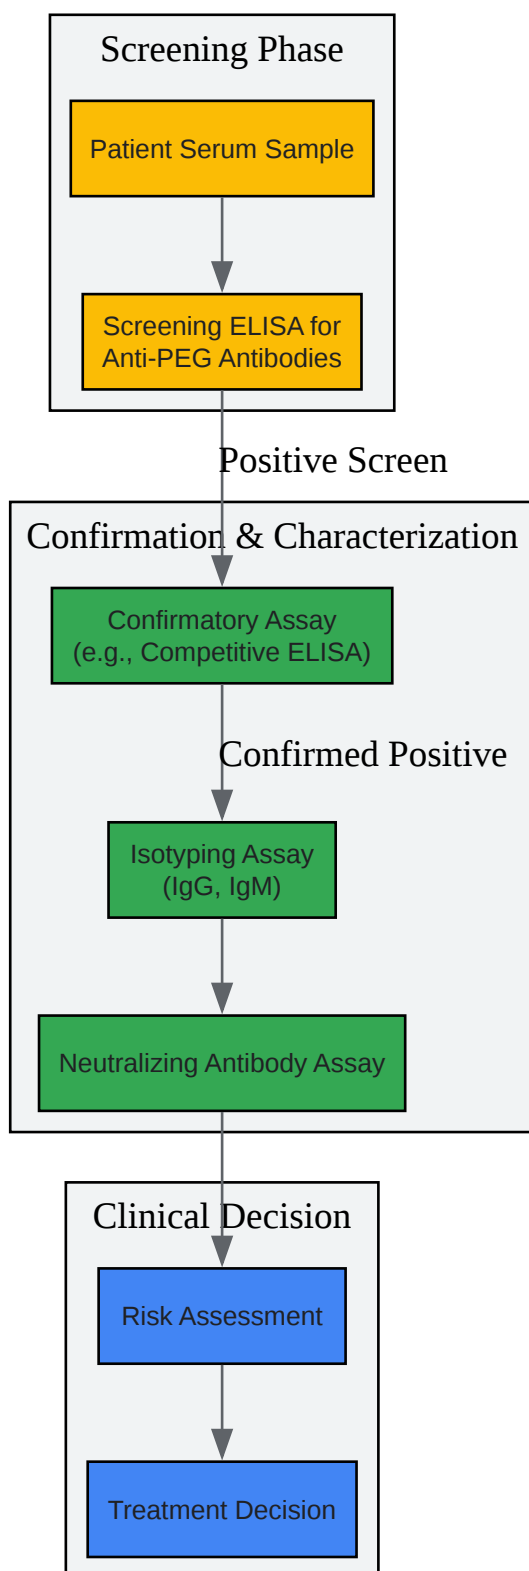 Screening Phase
Patient Serum Sample
Screening ELISA for
Anti-PEG Antibodies
Positive Screen
Confirmation & Characterization
Confirmatory Assay
(e.g., Competitive ELISA)
Confirmed Positive
Isotyping Assay
(IgG, IgM)
Neutralizing Antibody Assay
Clinical Decision
Risk Assessment
Treatment Decision